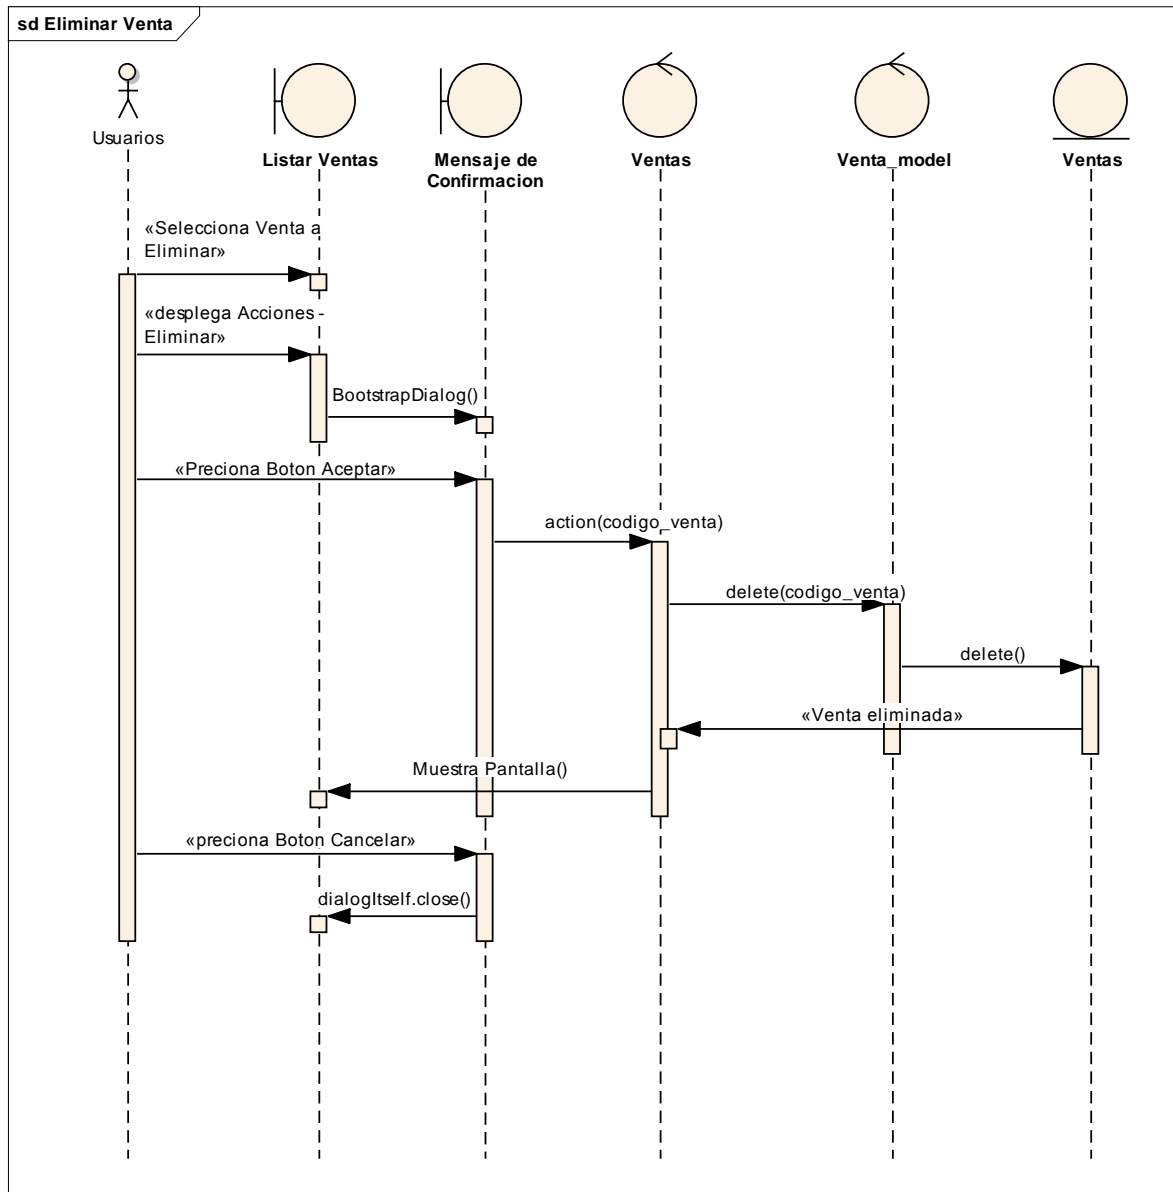 sd Eliminar Venta
Usuarios
Listar Ventas
Mensaje de
Confirmacion
Ventas
Venta_model
Ventas
«Selecciona Venta a
Eliminar»
«desplega Acciones -
Eliminar»
BootstrapDialog()
«Preciona Boton Aceptar»
action(codigo_venta)
delete(codigo_venta)
delete()
«Venta eliminada»
Muestra Pantalla()
«preciona Boton Cancelar»
dialogItself.close()